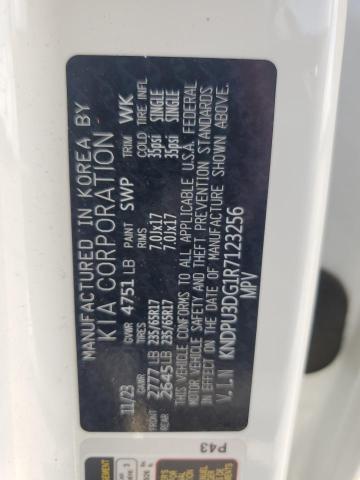 MANUFACTURED IN KOREA BY
KIA CORPORATION
11/23 GVWR 4751 LB PAINT SWP TRIM WK
TIRES RIMS COLD TIRE INFL
FRONT 2777 LB 235/65R17 7.0Jx17 35psi SINGLE
REAR 2645 LB 235/65R17 7.0Jx17 35psi SINGLE
THIS VEHICLE CONFORMS TO ALL APPLICABLE U.S.A. FEDERAL
MOTOR VEHICLE SAFETY AND THEFT PREVENTION STANDARDS
IN EFFECT ON THE DATE OF MANUFACTURE SHOWN ABOVE.
V.I.N KNDPU3DG1R7123256
MPV
P43